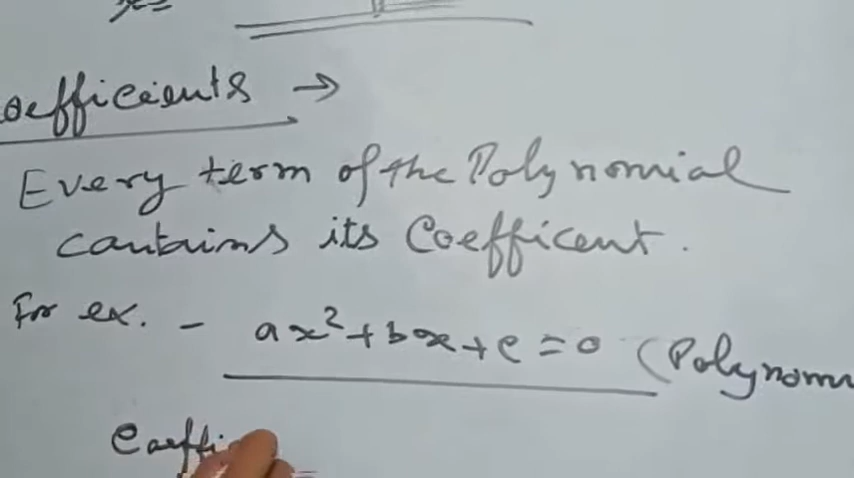 x=
oefficients →
Every term of the Polynomial
contains its Coefficent.
For ex. - ax²+bx+c=0 (Polynom
Coeffi